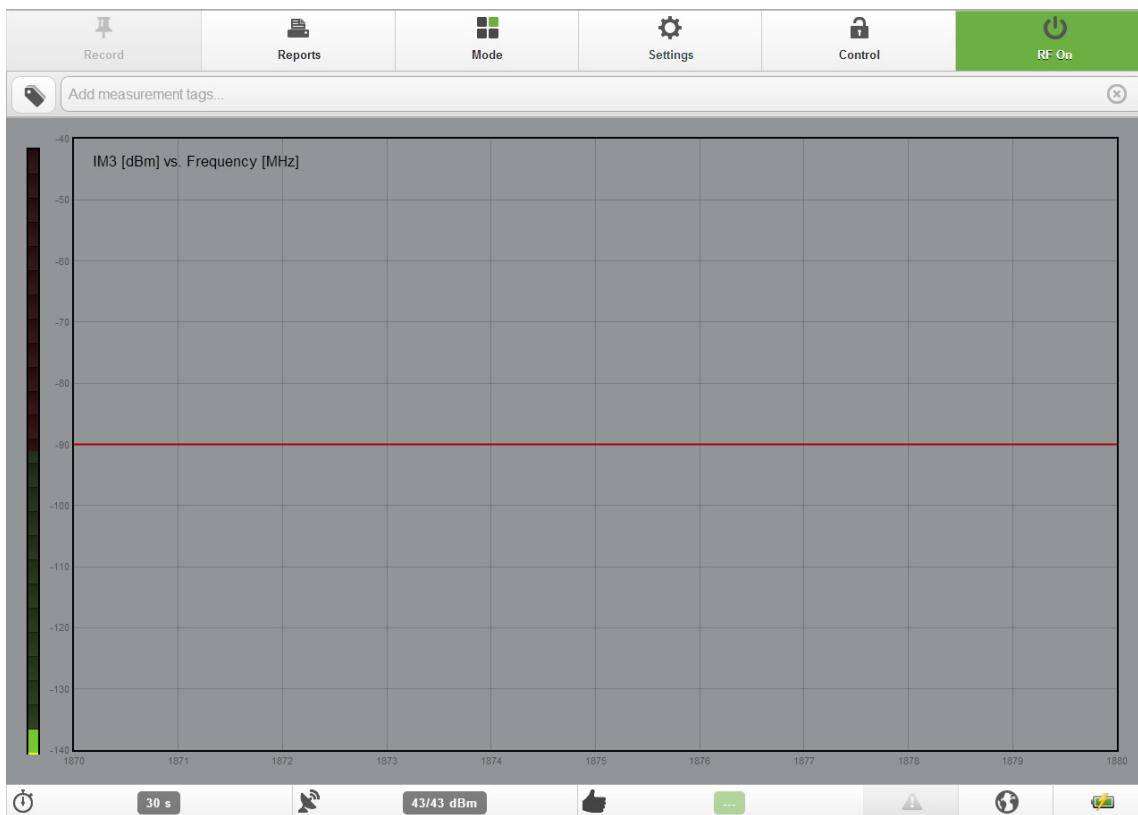 Record Reports Mode Settings Control RF On
Add measurement tags...
IM3 [dBm] vs. Frequency [MHz]
-40
-50
-60
-70
-80
-90
-100
-110
-120
-130
-140
1870 1871 1872 1873 1874 1875 1876 1877 1878 1879 1880
30 s 43/43 dBm ---